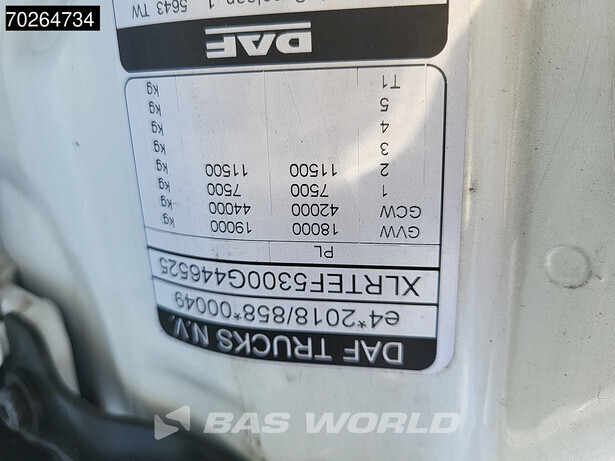 70264734
DAF TRUCKS N.V.
e4*2018/858*00049
XLRTEF5300G446525
PL
GVW 18000 19000 kg
GCW 42000 44000 kg
1 7500 7500 kg
2 11500 11500 kg
3 kg
4 kg
5 kg
T1 kg
DAF
1
5643 TW
BAS WORLD